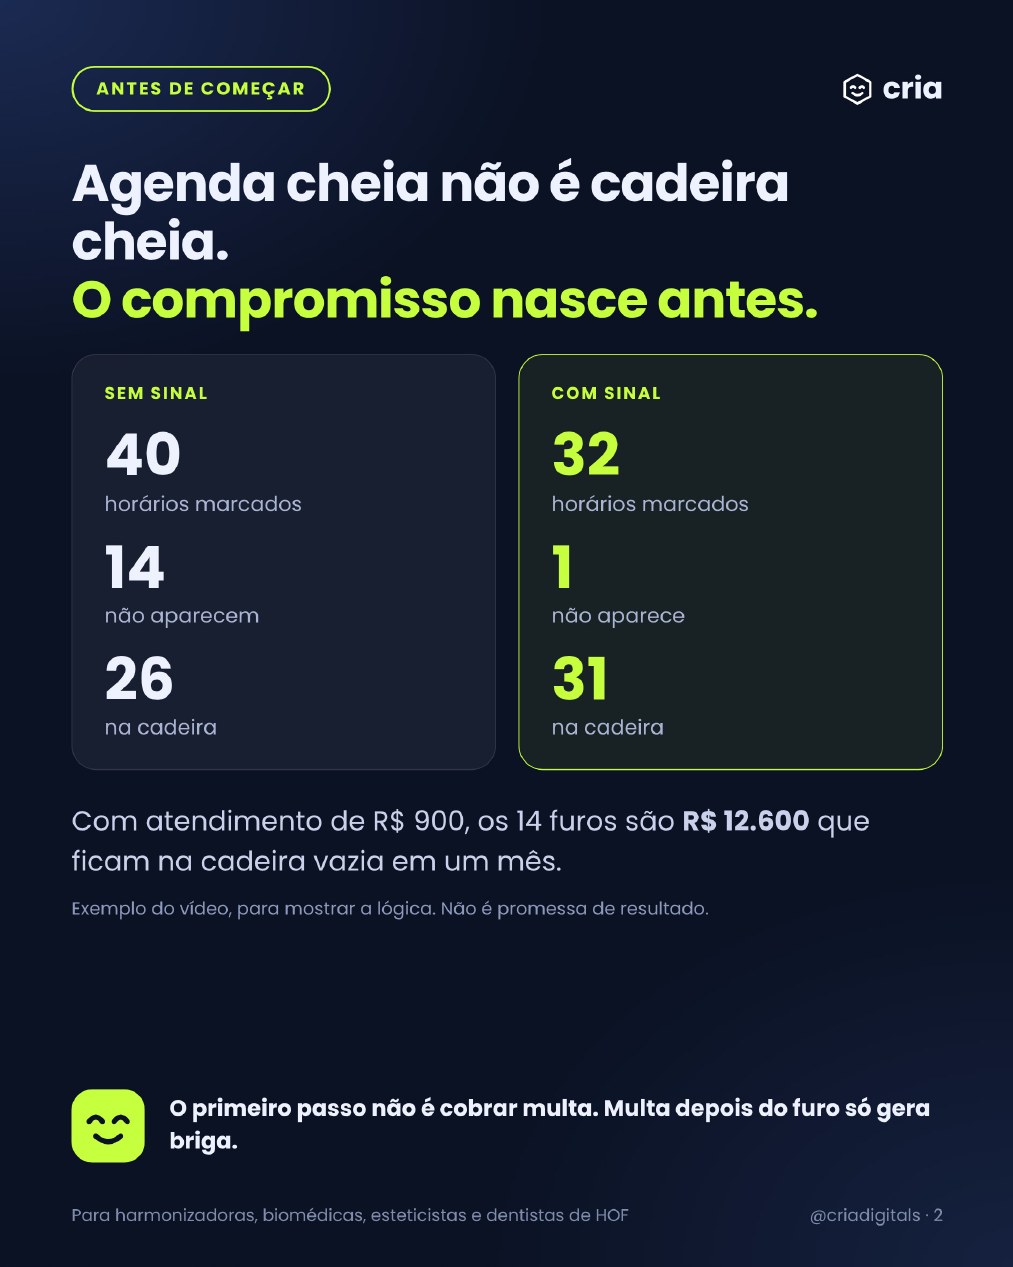 ANTES DE COMEÇAR
cria
Agenda cheia não é cadeira
cheia.
O compromisso nasce antes.
SEM SINAL
40
horários marcados
14
não aparecem
26
na cadeira
COM SINAL
32
horários marcados
1
não aparece
31
na cadeira
Com atendimento de R$ 900, os 14 furos são R$ 12.600 que
ficam na cadeira vazia em um mês.
Exemplo do vídeo, para mostrar a lógica. Não é promessa de resultado.
O primeiro passo não é cobrar multa. Multa depois do furo só gera
briga.
Para harmonizadoras, biomédicas, esteticistas e dentistas de HOF
@criadigitals · 2